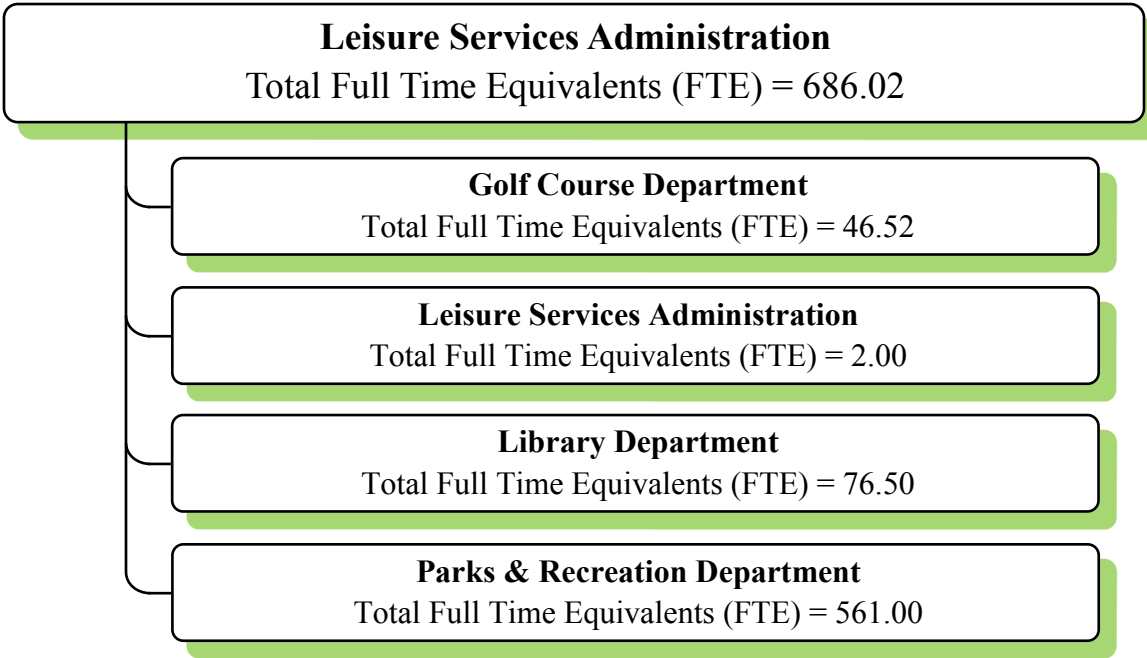 Leisure Services Administration
Total Full Time Equivalents (FTE) = 686.02
Golf Course Department
Total Full Time Equivalents (FTE) = 46.52
Leisure Services Administration
Total Full Time Equivalents (FTE) = 2.00
Library Department
Total Full Time Equivalents (FTE) = 76.50
Parks & Recreation Department
Total Full Time Equivalents (FTE) = 561.00